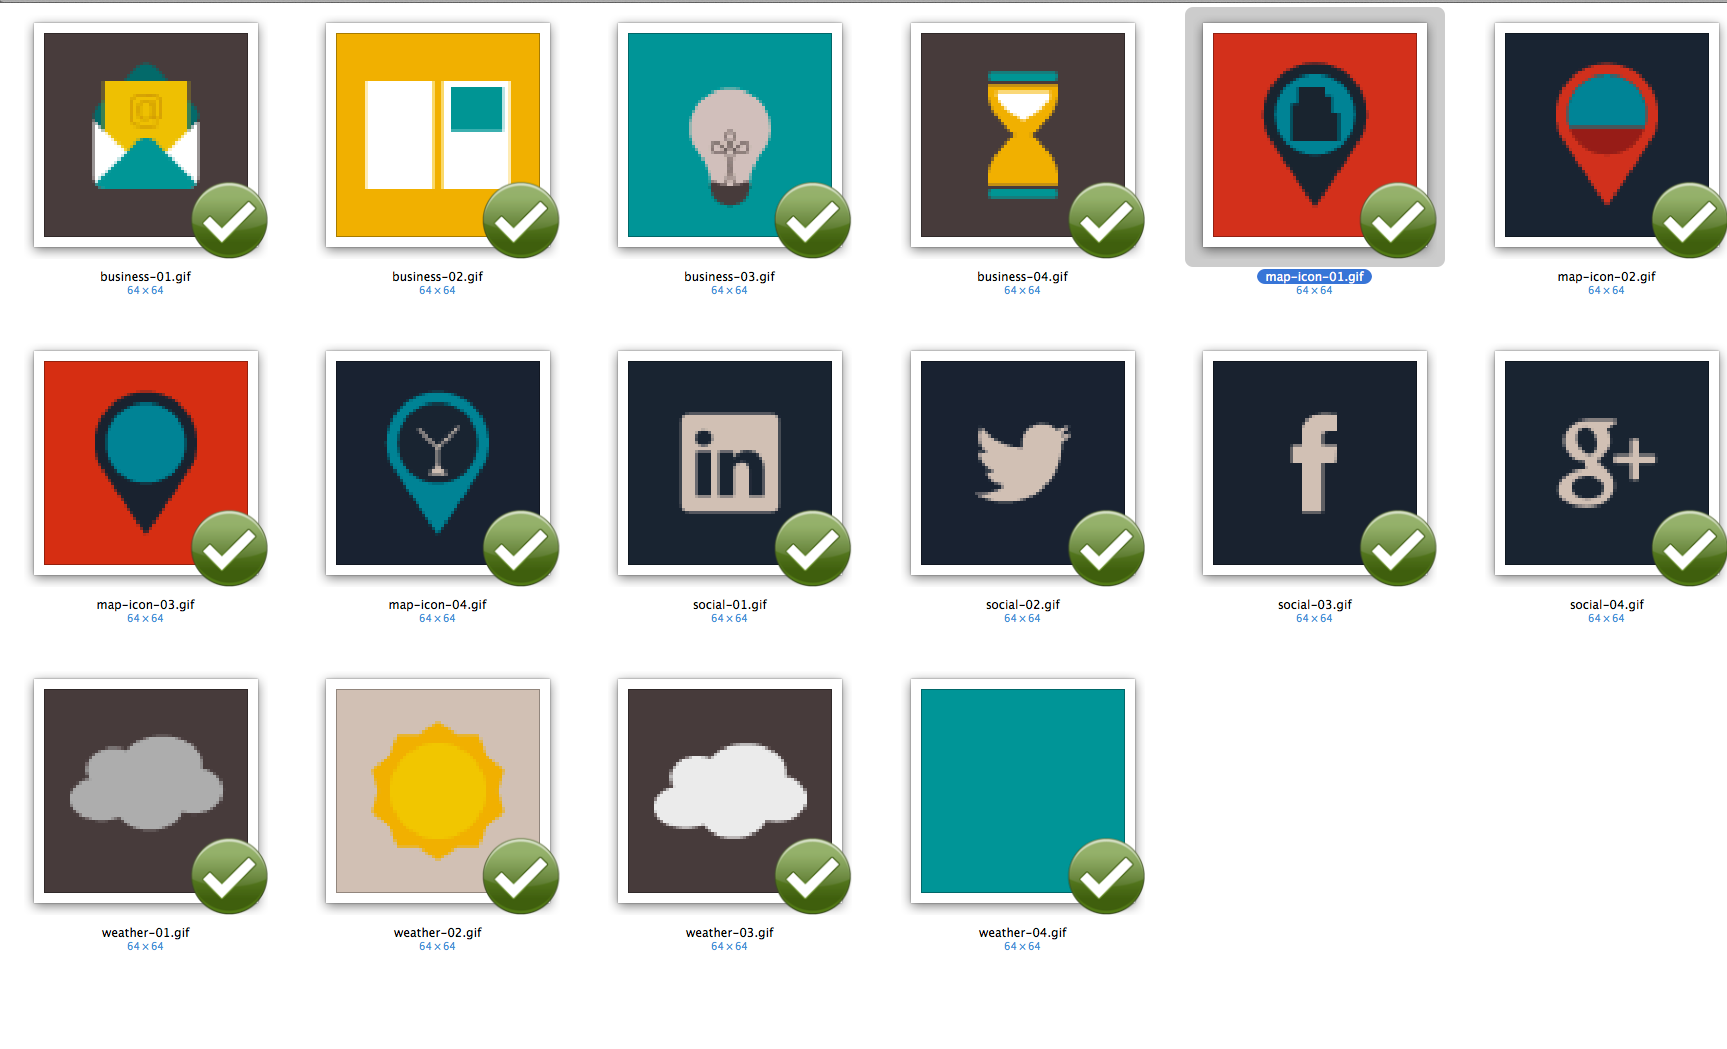 @
business-01.gif
64×64
business-02.gif
64×64
business-03.gif
64×64
business-04.gif
64×64
map-icon-01.gif
64×64
map-icon-02.gif
64×64
in
f
g+
map-icon-03.gif
64×64
map-icon-04.gif
64×64
social-01.gif
64×64
social-02.gif
64×64
social-03.gif
64×64
social-04.gif
64×64
weather-01.gif
64×64
weather-02.gif
64×64
weather-03.gif
64×64
weather-04.gif
64×64